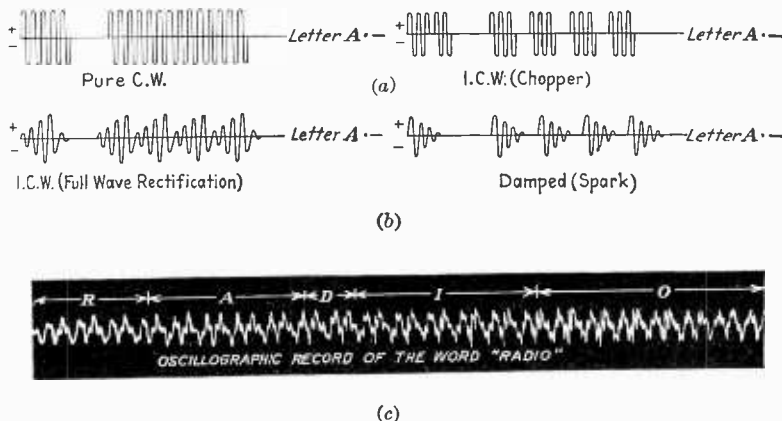 +
− Letter A · —
Pure C.W.
+
− Letter A · —
I.C.W. (Chopper)
(a)
+
− Letter A · —
I.C.W. (Full Wave Rectification)
+
− Letter A · —
Damped (Spark)
(b)
R A D I O
OSCILLOGRAPHIC RECORD OF THE WORD "RADIO"
(c)